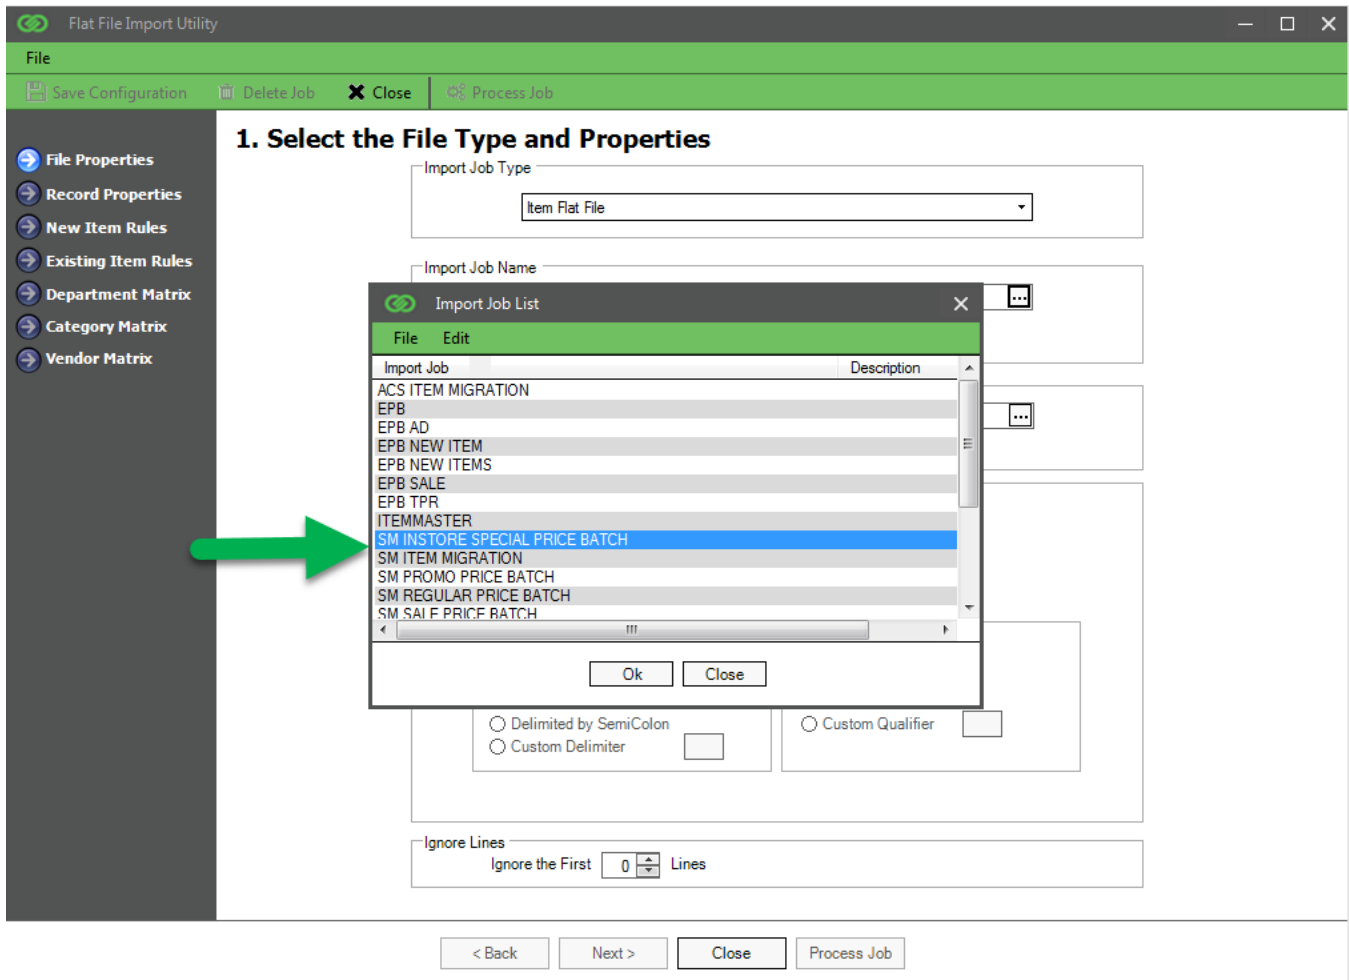 Flat File Import Utility
File
Save Configuration Delete Job Close Process Job
1. Select the File Type and Properties
File Properties
Record Properties
New Item Rules
Existing Item Rules
Department Matrix
Category Matrix
Vendor Matrix
Import Job Type
Item Flat File
Import Job Name
...
...
Import Job List
File Edit
Import Job Description
ACS ITEM MIGRATION
EPB
EPB AD
EPB NEW ITEM
EPB NEW ITEMS
EPB SALE
EPB TPR
ITEMMASTER
SM INSTORE SPECIAL PRICE BATCH
SM ITEM MIGRATION
SM PROMO PRICE BATCH
SM REGULAR PRICE BATCH
SM SALE PRICE BATCH
Ok Close
Delimited by SemiColon
Custom Delimiter
Custom Qualifier
Ignore Lines
Ignore the First 0 Lines
< Back Next > Close Process Job